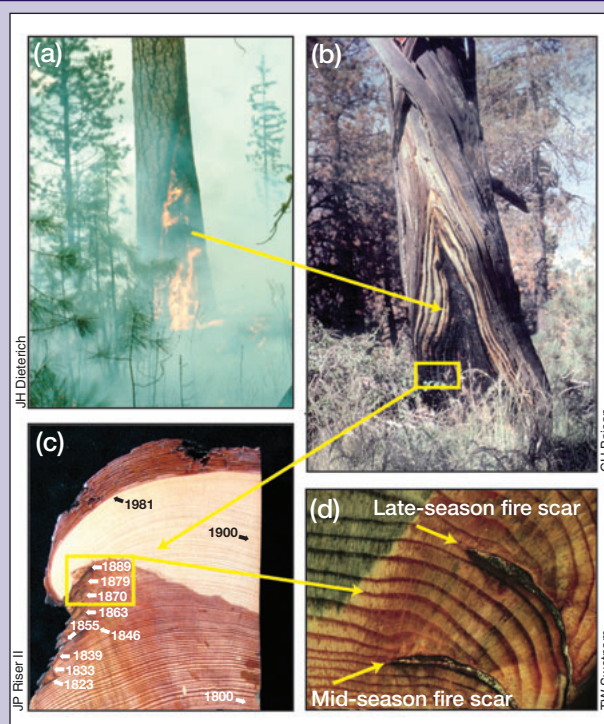 (a)
JH Dieterich
(b)
(c)
1981
1900
1889
1879
1870
1863
1855
1846
1839
1833
1823
1800
JP Riser II
(d)
Late-season fire scar
Mid-season fire scar